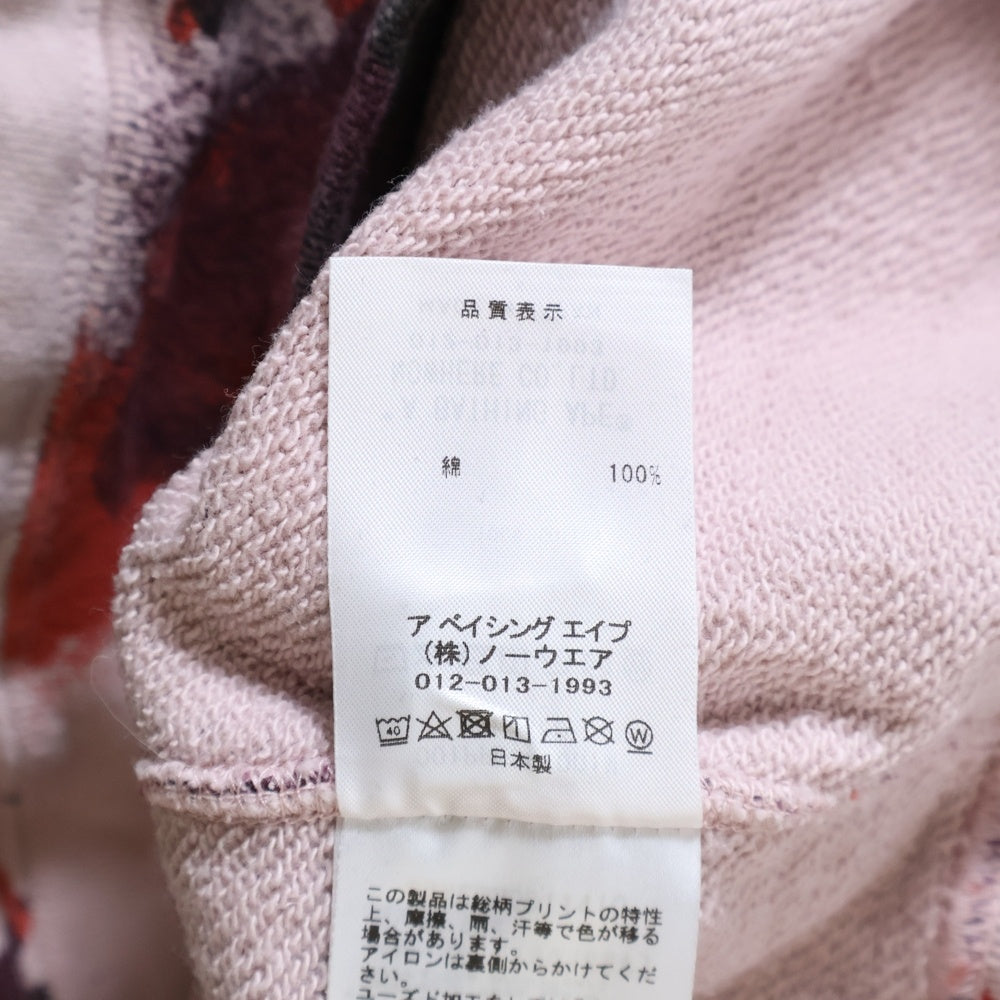 品質表示
綿 100%
ア ベイシング エイプ
(株)ノーウエア
012-013-1993
40 W
日本製
この製品は総柄プリントの特性
上、摩擦、雨、汗等で色が移る
場合があります。
アイロンは裏側からかけてくだ
さい。